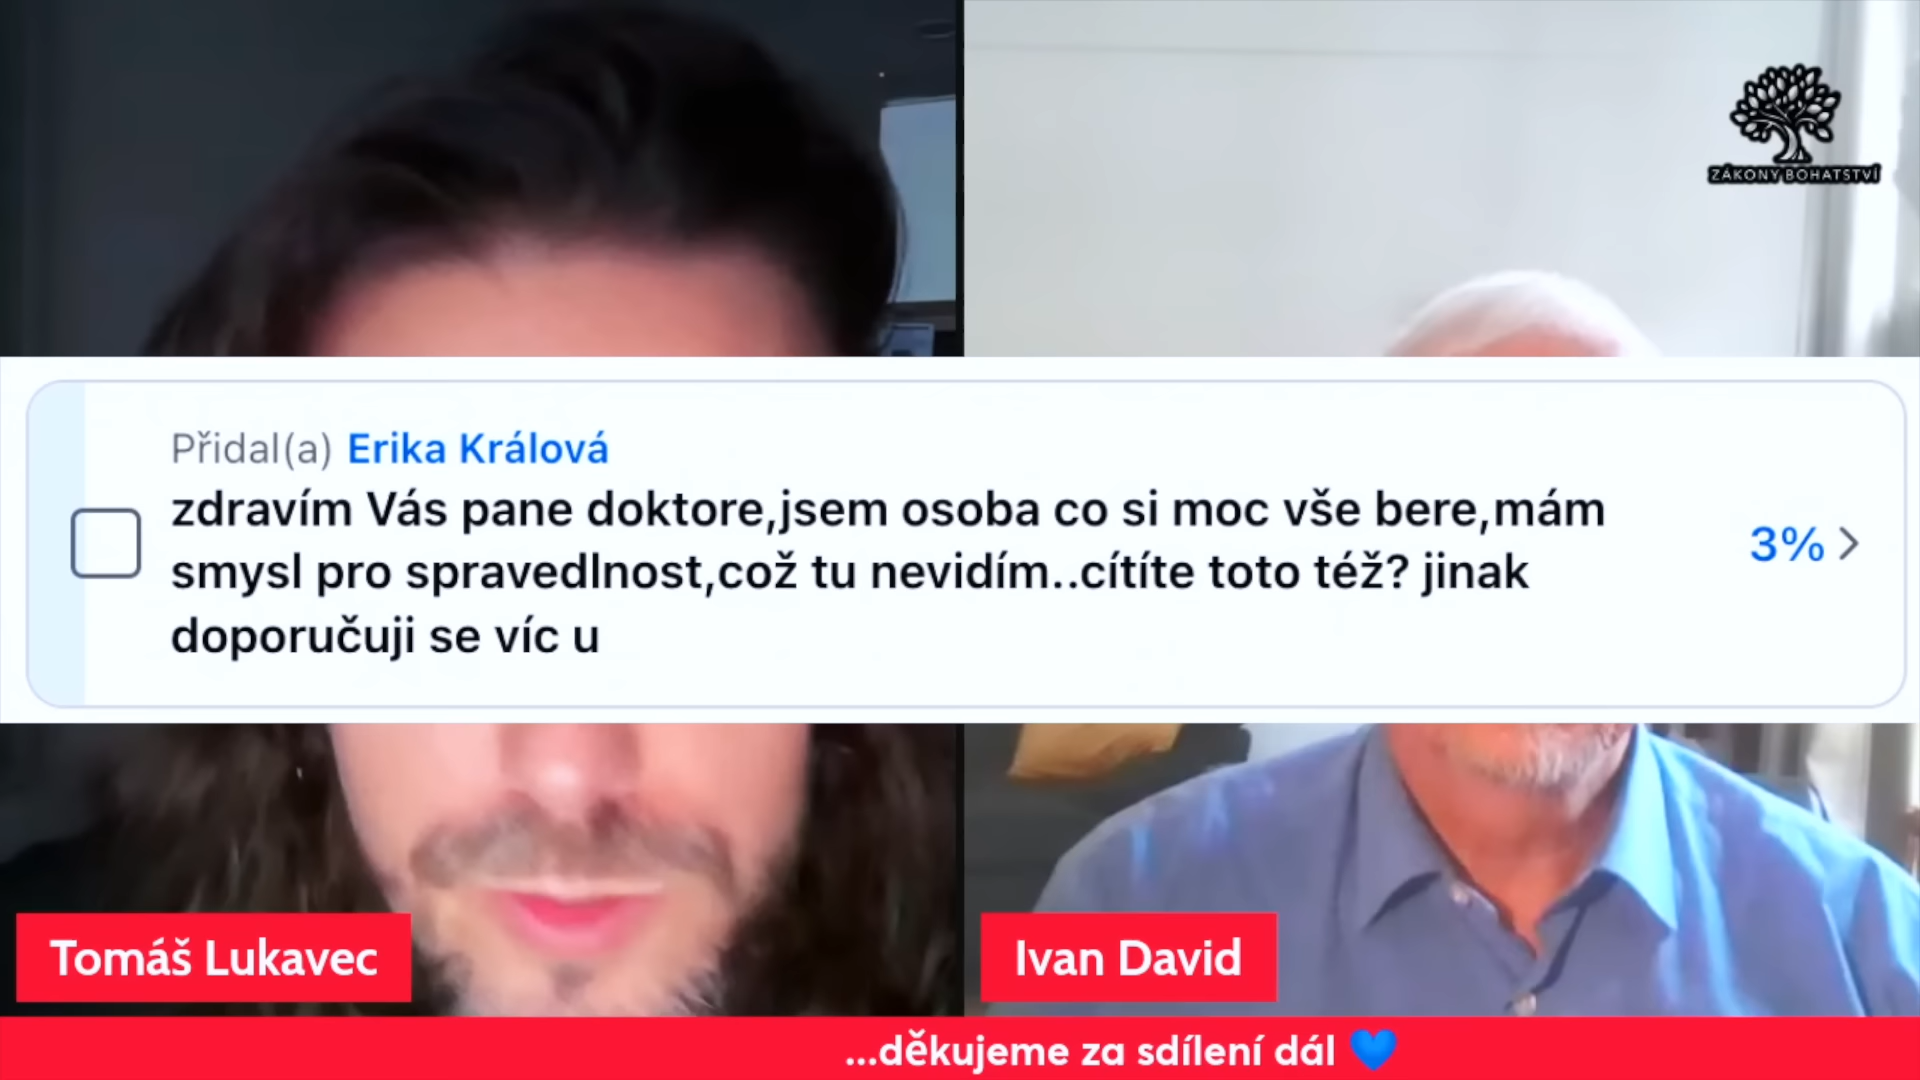 ZÁKONY BOHATSTVÍ
Přidal(a) Erika Králová
zdravím Vás pane doktore,jsem osoba co si moc vše bere,mám
smysl pro spravedlnost,což tu nevidím..cítíte toto též? jinak
doporučuji se víc u
3%
Tomáš Lukavec
Ivan David
...děkujeme za sdílení dál 💙